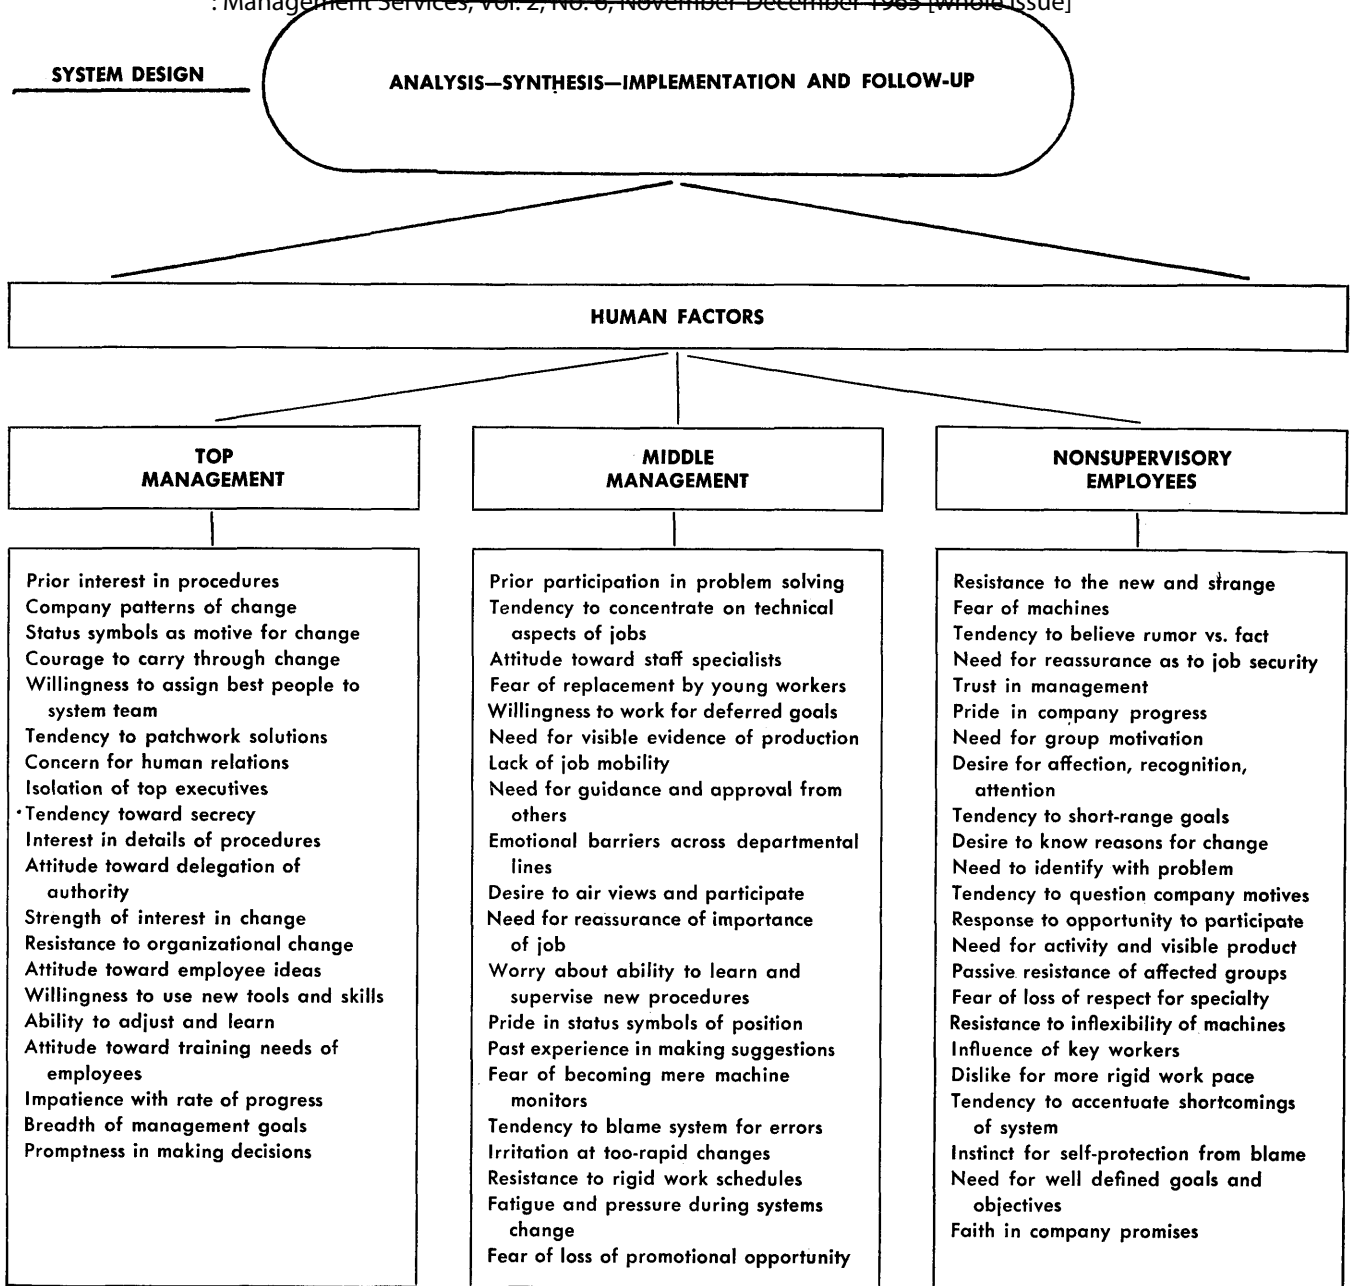 : Management Services, Vol. 2, No. 6, November-December 1965 [whole issue]
SYSTEM DESIGN
ANALYSIS—SYNTHESIS—IMPLEMENTATION AND FOLLOW-UP
HUMAN FACTORS
TOP
MANAGEMENT
Prior interest in procedures
Company patterns of change
Status symbols as motive for change
Courage to carry through change
Willingness to assign best people to
system team
Tendency to patchwork solutions
Concern for human relations
Isolation of top executives
Tendency toward secrecy
Interest in details of procedures
Attitude toward delegation of
authority
Strength of interest in change
Resistance to organizational change
Attitude toward employee ideas
Willingness to use new tools and skills
Ability to adjust and learn
Attitude toward training needs of
employees
Impatience with rate of progress
Breadth of management goals
Promptness in making decisions
MIDDLE
MANAGEMENT
Prior participation in problem solving
Tendency to concentrate on technical
aspects of jobs
Attitude toward staff specialists
Fear of replacement by young workers
Willingness to work for deferred goals
Need for visible evidence of production
Lack of job mobility
Need for guidance and approval from
others
Emotional barriers across departmental
lines
Desire to air views and participate
Need for reassurance of importance
of job
Worry about ability to learn and
supervise new procedures
Pride in status symbols of position
Past experience in making suggestions
Fear of becoming mere machine
monitors
Tendency to blame system for errors
Irritation at too-rapid changes
Resistance to rigid work schedules
Fatigue and pressure during systems
change
Fear of loss of promotional opportunity
NONSUPERVISORY
EMPLOYEES
Resistance to the new and strange
Fear of machines
Tendency to believe rumor vs. fact
Need for reassurance as to job security
Trust in management
Pride in company progress
Need for group motivation
Desire for affection, recognition,
attention
Tendency to short-range goals
Desire to know reasons for change
Need to identify with problem
Tendency to question company motives
Response to opportunity to participate
Need for activity and visible product
Passive resistance of affected groups
Fear of loss of respect for specialty
Resistance to inflexibility of machines
Influence of key workers
Dislike for more rigid work pace
Tendency to accentuate shortcomings
of system
Instinct for self-protection from blame
Need for well defined goals and
objectives
Faith in company promises